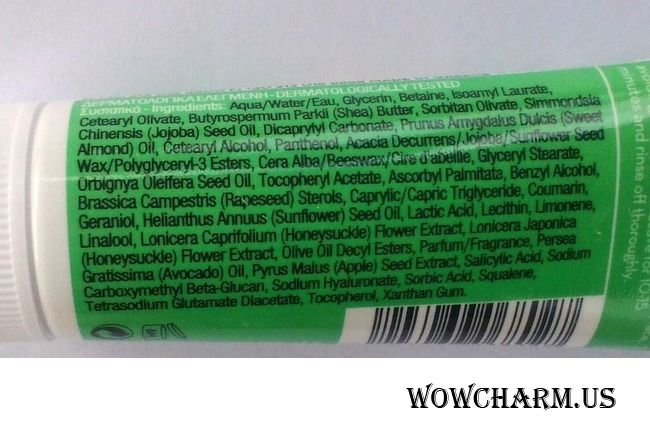 ΔΕΡΜΑΤΟΛΟΓΙΚΑ ΕΛΕΓΜΕΝΗ - DERMATOLOGICALLY TESTED
Συστατικά - Ingredients: Aqua/Water/Eau, Glycerin, Betaine, Isoamyl Laurate,
Cetearyl Olivate, Butyrospermum Parkii (Shea) Butter, Sorbitan Olivate, Simmondsia
Chinensis (Jojoba) Seed Oil, Dicaprylyl Carbonate, Prunus Amygdalus Dulcis (Sweet
Almond) Oil, Cetearyl Alcohol, Panthenol, Acacia Decurrens/Jojoba/Sunflower Seed
Wax/Polyglyceryl-3 Esters, Cera Alba/Beeswax/Cire d'abeille, Glyceryl Stearate,
Orbignya Oleifera Seed Oil, Tocopheryl Acetate, Ascorbyl Palmitate, Benzyl Alcohol,
Brassica Campestris (Rapeseed) Sterols, Caprylic/Capric Triglyceride, Coumarin,
Geraniol, Helianthus Annuus (Sunflower) Seed Oil, Lactic Acid, Lecithin, Limonene,
Linalool, Lonicera Caprifolium (Honeysuckle) Flower Extract, Lonicera Japonica
(Honeysuckle) Flower Extract, Olive Oil Decyl Esters, Parfum/Fragrance, Persea
Gratissima (Avocado) Oil, Pyrus Malus (Apple) Seed Extract, Salicylic Acid, Sodium
Carboxymethyl Beta-Glucan, Sodium Hyaluronate, Sorbic Acid, Squalene,
Tetrasodium Glutamate Diacetate, Tocopherol, Xanthan Gum.
minutes and rinse off thoroughly.
WOWCHARM.US